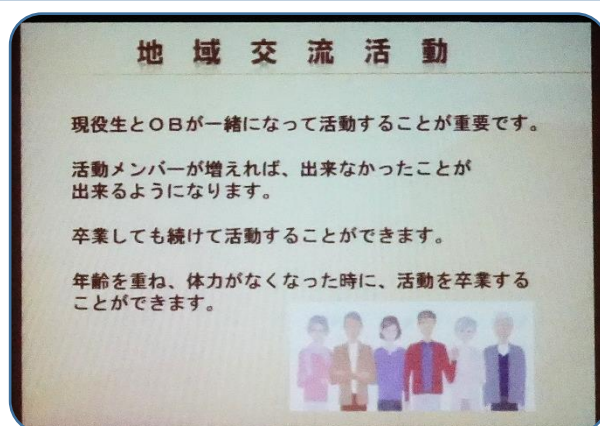 地域交流活動
現役生とOBが一緒になって活動することが重要です。
活動メンバーが増えれば、出来なかったことが
出来るようになります。
卒業しても続けて活動することができます。
年齢を重ね、体力がなくなった時に、活動を卒業する
ことができます。